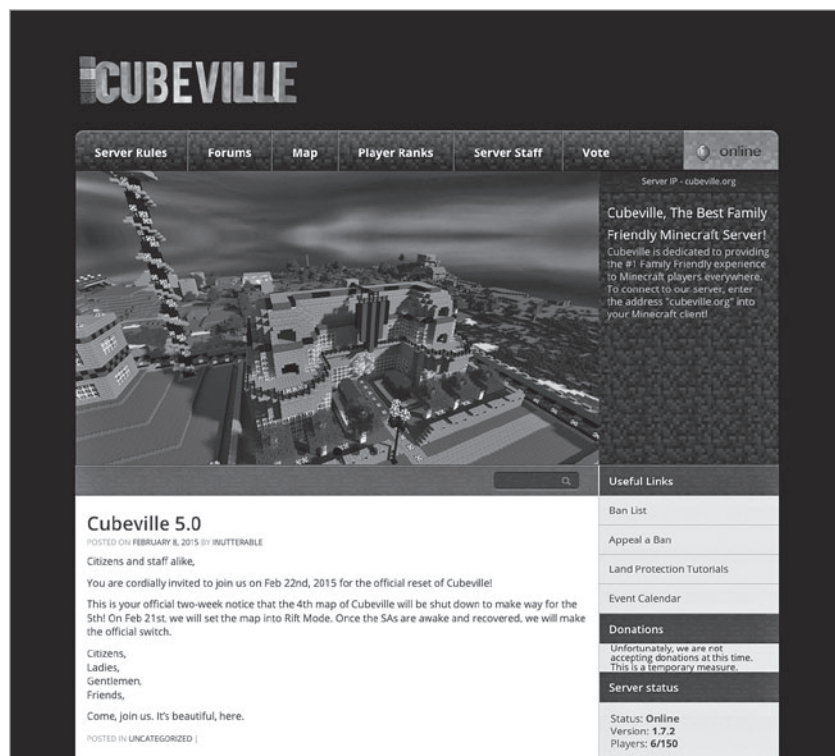 CUBEVILLE
Server Rules
Forums
Map
Player Ranks
Server Staff
Vote
online
Server IP - cubeville.org
Cubeville, The Best Family
Friendly Minecraft Server!
Cubeville is dedicated to providing
the #1 Family Friendly experience
to Minecraft players everywhere.
To connect to our server, enter
the address "cubeville.org" into
your Minecraft client!
Cubeville 5.0
POSTED ON FEBRUARY 8, 2015 BY INUTTERABLE
Citizens and staff alike,
You are cordially invited to join us on Feb 22nd, 2015 for the official reset of Cubeville!
This is your official two-week notice that the 4th map of Cubeville will be shut down to make way for the
5th! On Feb 21st, we will set the map into Rift Mode. Once the SAs are awake and recovered, we will make
the official switch.
Citizens,
Ladies,
Gentlemen,
Friends,
Come, join us. It's beautiful, here.
POSTED IN UNCATEGORIZED |
Useful Links
Ban List
Appeal a Ban
Land Protection Tutorials
Event Calendar
Donations
Unfortunately, we are not
accepting donations at this time.
This is a temporary measure.
Server status
Status: Online
Version: 1.7.2
Players: 6/150